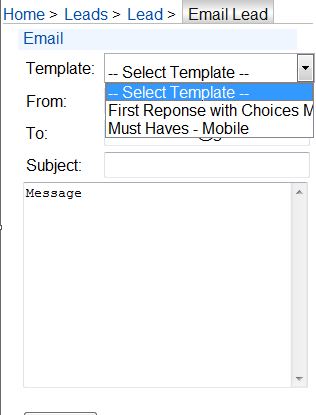 Home > Leads > Lead > Email Lead
Email
Template: -- Select Template --
-- Select Template --
From: First Reponse with Choices M
To: Must Haves - Mobile
Subject:
Message